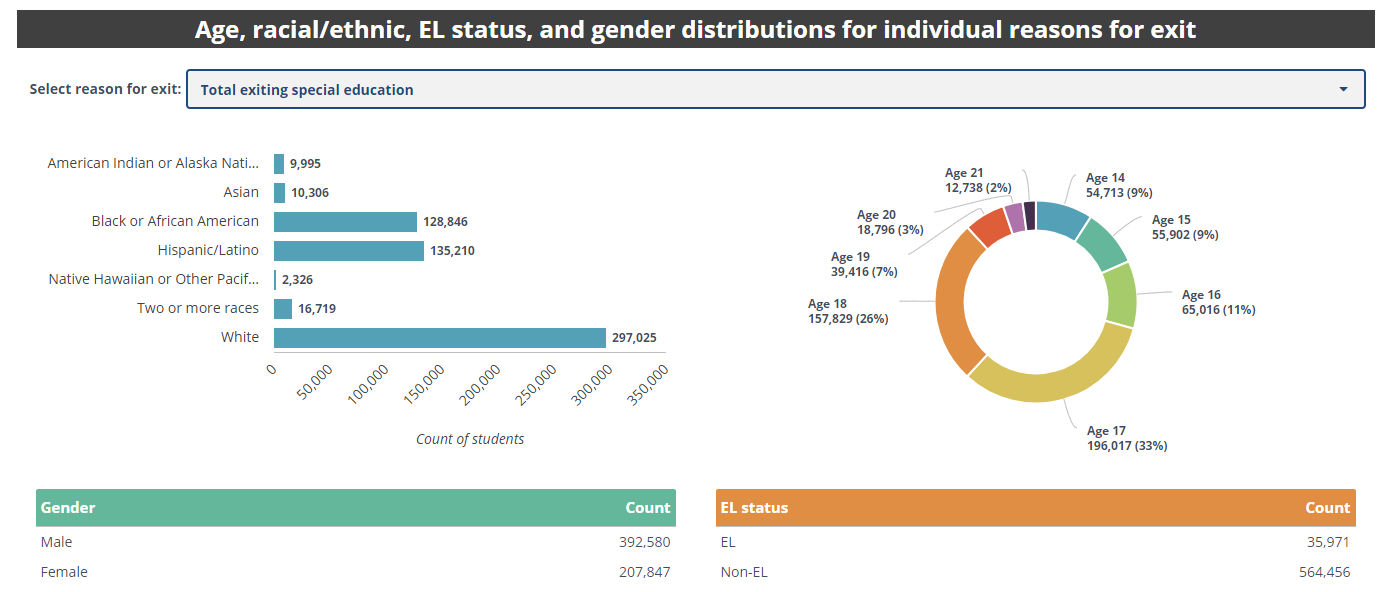 Age, racial/ethnic, EL status, and gender distributions for individual reasons for exit
Select reason for exit: Total exiting special education
American Indian or Alaska Nati... 9,995
Asian 10,306
Black or African American 128,846
Hispanic/Latino 135,210
Native Hawaiian or Other Pacif... 2,326
Two or more races 16,719
White 297,025
0 50,000 100,000 150,000 200,000 250,000 300,000 350,000
Count of students
Age 14
54,713 (9%)
Age 15
55,902 (9%)
Age 16
65,016 (11%)
Age 17
196,017 (33%)
Age 18
157,829 (26%)
Age 19
39,416 (7%)
Age 20
18,796 (3%)
Age 21
12,738 (2%)
Gender Count
Male 392,580
Female 207,847
EL status Count
EL 35,971
Non-EL 564,456